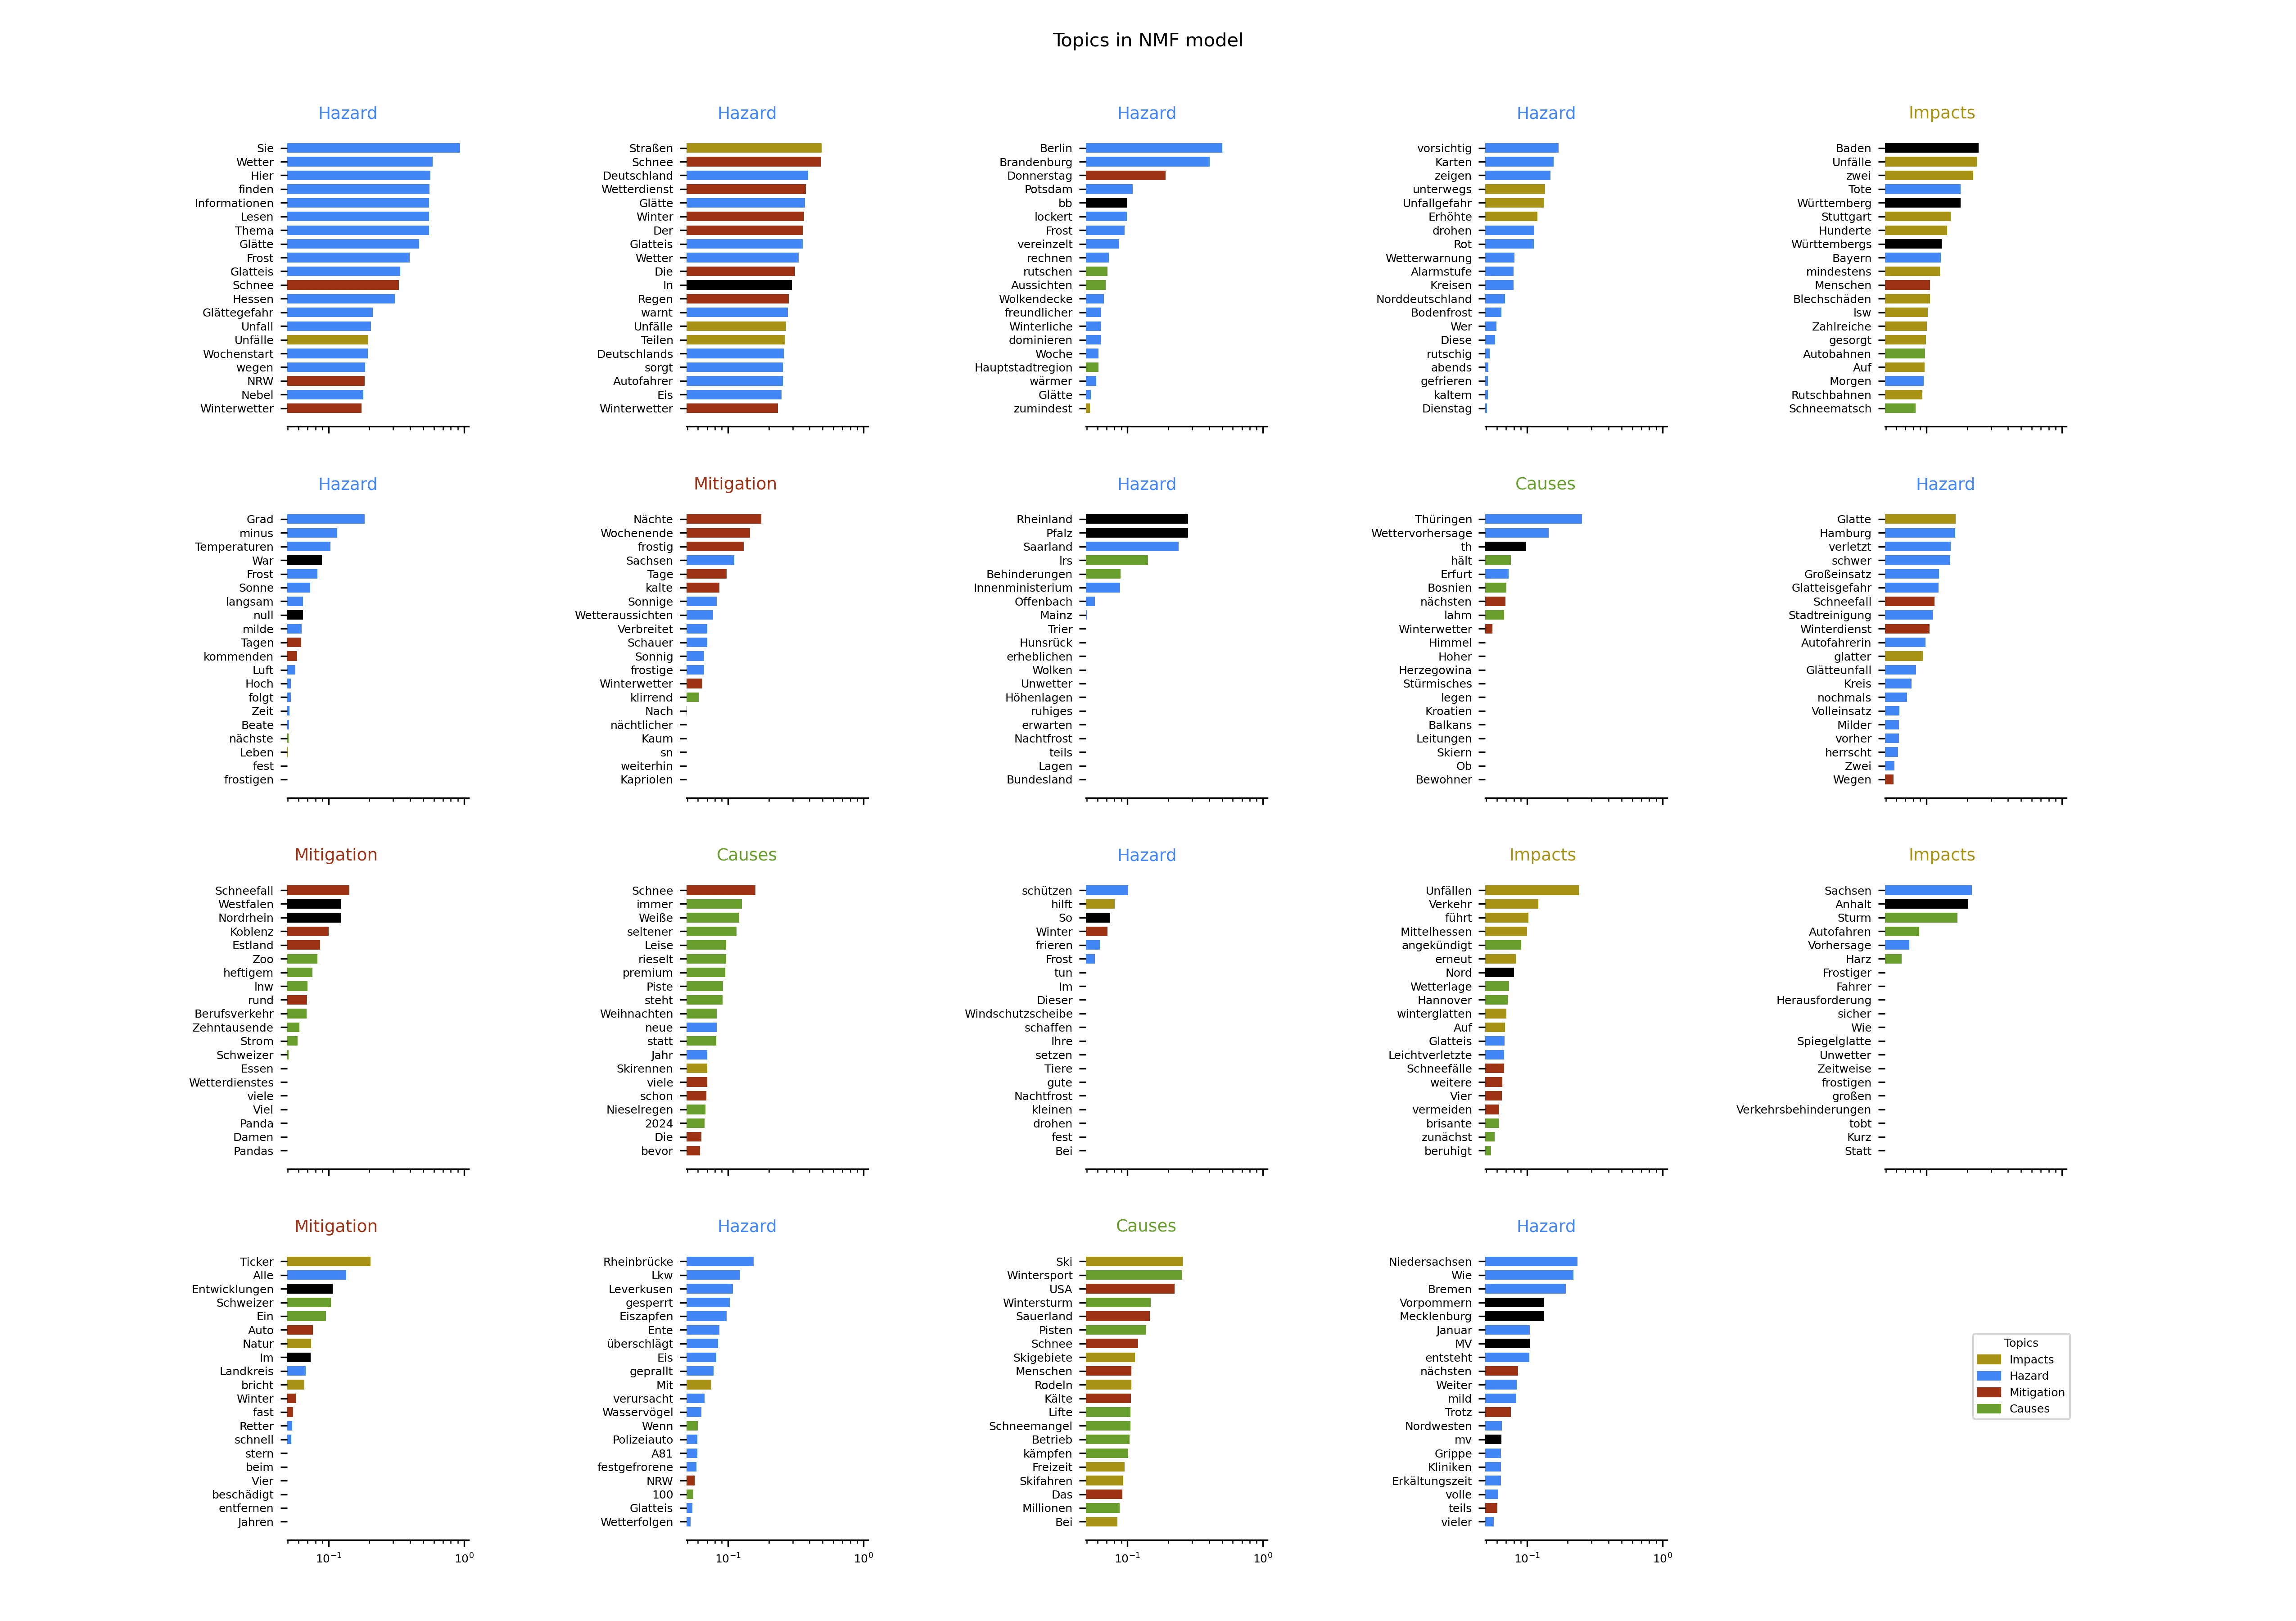 Topics in NMF model
Hazard
Sie
Wetter
Hier
finden
Informationen
Lesen
Thema
Glätte
Frost
Glatteis
Schnee
Hessen
Glättegefahr
Unfall
Unfälle
Wochenstart
wegen
NRW
Nebel
Winterwetter
Hazard
Straßen
Schnee
Deutschland
Wetterdienst
Glätte
Winter
Der
Glatteis
Wetter
Die
In
Regen
warnt
Unfälle
Teilen
Deutschlands
sorgt
Autofahrer
Eis
Winterwetter
Hazard
Berlin
Brandenburg
Donnerstag
Potsdam
bb
lockert
Frost
vereinzelt
rechnen
rutschen
Aussichten
Wolkendecke
freundlicher
Winterliche
dominieren
Woche
Hauptstadtregion
wärmer
Glätte
zumindest
Hazard
vorsichtig
Karten
zeigen
unterwegs
Unfallgefahr
Erhöhte
drohen
Rot
Wetterwarnung
Alarmstufe
Kreisen
Norddeutschland
Bodenfrost
Wer
Diese
rutschig
abends
gefrieren
kaltem
Dienstag
Impacts
Baden
Unfälle
zwei
Tote
Württemberg
Stuttgart
Hunderte
Württembergs
Bayern
mindestens
Menschen
Blechschäden
lsw
Zahlreiche
gesorgt
Autobahnen
Auf
Morgen
Rutschbahnen
Schneematsch
Hazard
Grad
minus
Temperaturen
War
Frost
Sonne
langsam
null
milde
Tagen
kommenden
Luft
Hoch
folgt
Zeit
Beate
nächste
Leben
fest
frostigen
Mitigation
Nächte
Wochenende
frostig
Sachsen
Tage
kalte
Sonnige
Wetteraussichten
Verbreitet
Schauer
Sonnig
frostige
Winterwetter
klirrend
Nach
nächtlicher
Kaum
sn
weiterhin
Kapriolen
Hazard
Rheinland
Pfalz
Saarland
lrs
Behinderungen
Innenministerium
Offenbach
Mainz
Trier
Hunsrück
erheblichen
Wolken
Unwetter
Höhenlagen
ruhiges
erwarten
Nachtfrost
teils
Lagen
Bundesland
Causes
Thüringen
Wettervorhersage
th
hält
Erfurt
Bosnien
nächsten
lahm
Winterwetter
Himmel
Hoher
Herzegowina
Stürmisches
legen
Kroatien
Balkans
Leitungen
Skiern
Ob
Bewohner
Hazard
Glatte
Hamburg
verletzt
schwer
Großeinsatz
Glatteisgefahr
Schneefall
Stadtreinigung
Winterdienst
Autofahrerin
glatter
Glätteunfall
Kreis
nochmals
Volleinsatz
Milder
vorher
herrscht
Zwei
Wegen
Mitigation
Schneefall
Westfalen
Nordrhein
Koblenz
Estland
Zoo
heftigem
lnw
rund
Berufsverkehr
Zehntausende
Strom
Schweizer
Essen
Wetterdienstes
viele
Viel
Panda
Damen
Pandas
Causes
Schnee
immer
Weiße
seltener
Leise
rieselt
premium
Piste
steht
Weihnachten
neue
statt
Jahr
Skirennen
viele
schon
Nieselregen
2024
Die
bevor
Hazard
schützen
hilft
So
Winter
frieren
Frost
tun
Im
Dieser
Windschutzscheibe
schaffen
Ihre
setzen
Tiere
gute
Nachtfrost
kleinen
drohen
fest
Bei
Impacts
Unfällen
Verkehr
führt
Mittelhessen
angekündigt
erneut
Nord
Wetterlage
Hannover
winterglatten
Auf
Glatteis
Leichtverletzte
Schneefälle
weitere
Vier
vermeiden
brisante
zunächst
beruhigt
Impacts
Sachsen
Anhalt
Sturm
Autofahren
Vorhersage
Harz
Frostiger
Fahrer
Herausforderung
sicher
Wie
Spiegelglatte
Unwetter
Zeitweise
frostigen
großen
Verkehrsbehinderungen
tobt
Kurz
Statt
Mitigation
Ticker
Alle
Entwicklungen
Schweizer
Ein
Auto
Natur
Im
Landkreis
bricht
Winter
fast
Retter
schnell
stern
beim
Vier
beschädigt
entfernen
Jahren
10⁻¹ 10⁰
Hazard
Rheinbrücke
Lkw
Leverkusen
gesperrt
Eiszapfen
Ente
überschlägt
Eis
geprallt
Mit
verursacht
Wasservögel
Wenn
Polizeiauto
A81
festgefrorene
NRW
100
Glatteis
Wetterfolgen
10⁻¹ 10⁰
Causes
Ski
Wintersport
USA
Wintersturm
Sauerland
Pisten
Schnee
Skigebiete
Menschen
Rodeln
Kälte
Lifte
Schneemangel
Betrieb
kämpfen
Freizeit
Skifahren
Das
Millionen
Bei
10⁻¹ 10⁰
Hazard
Niedersachsen
Wie
Bremen
Vorpommern
Mecklenburg
Januar
MV
entsteht
nächsten
Weiter
mild
Trotz
Nordwesten
mv
Grippe
Kliniken
Erkältungszeit
volle
teils
vieler
10⁻¹ 10⁰
Topics
Impacts
Hazard
Mitigation
Causes